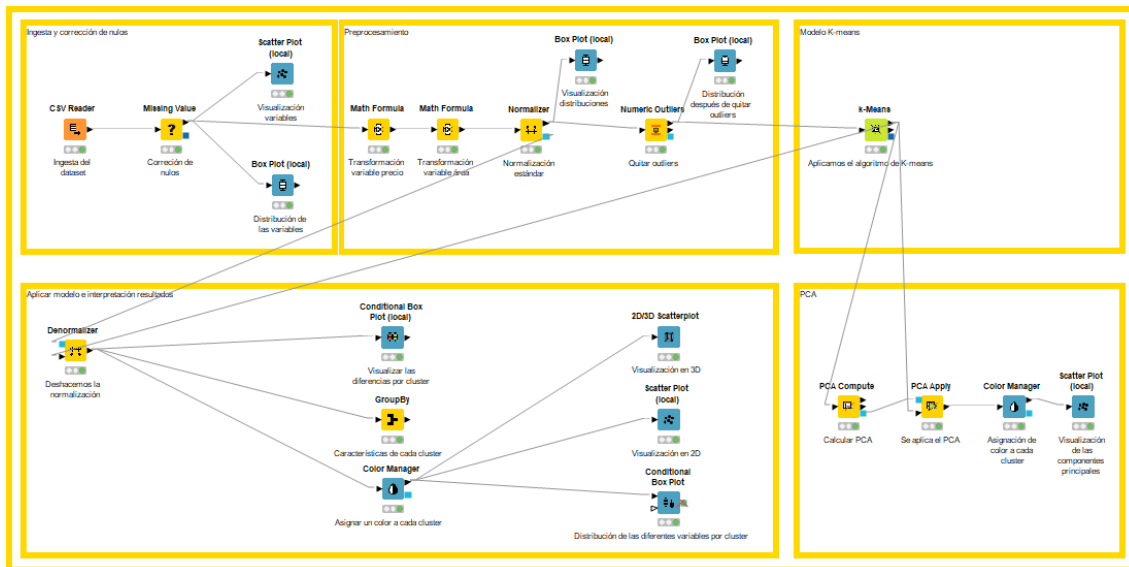 Ingesta y corrección de nulos
Scatter Plot
(local)
CSV Reader
Missing Value
Visualización
variables
Ingesta del
dataset
Correción de
nulos
Box Plot (local)
Distribución de
las variables
Preprocesamiento
Box Plot (local)
Box Plot (local)
Visualización
distribuciones
Distribución
después de quitar
outliers
Math Formula
Math Formula
Normalizer
Numeric Outliers
Transformación
variable precio
Transformación
variable área
Normalización
estándar
Quitar outliers
Modelo K-means
k-Means
Aplicamos el algoritmo de K-means
Aplicar modelo e interpretación resultados
Denormalizer
Deshacemos la
normalización
Conditional Box
Plot (local)
Visualizar las
diferencias por cluster
GroupBy
Características de cada cluster
Color Manager
Asignar un color a cada cluster
2D/3D Scatterplot
Visualización en 3D
Scatter Plot
(local)
Visualización en 2D
Conditional
Box Plot
Distribución de las diferentes variables por cluster
PCA
PCA Compute
PCA Apply
Color Manager
Scatter Plot
(local)
Calcular PCA
Se aplica el PCA
Asignación de
color a cada
cluster
Visualización
de las
componentes
principales